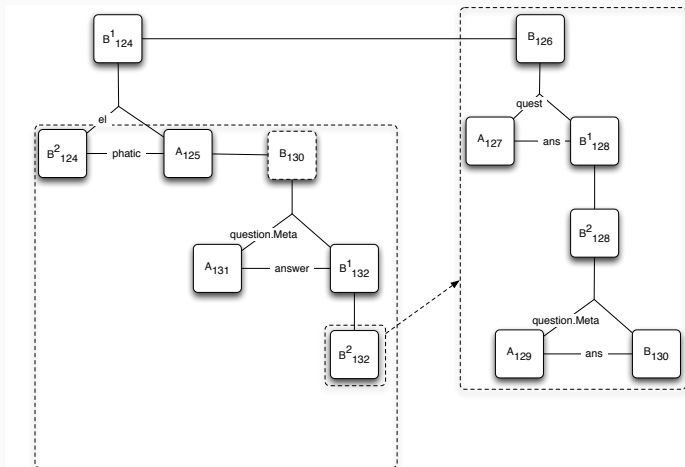 B¹₁₂₄
B₁₂₆
el
quest
B²₁₂₄
phatic
A₁₂₅
B₁₃₀
A₁₂₇
ans
B¹₁₂₈
B²₁₂₈
question.Meta
A₁₃₁
answer
B¹₁₃₂
question.Meta
B²₁₃₂
A₁₂₉
ans
B₁₃₀